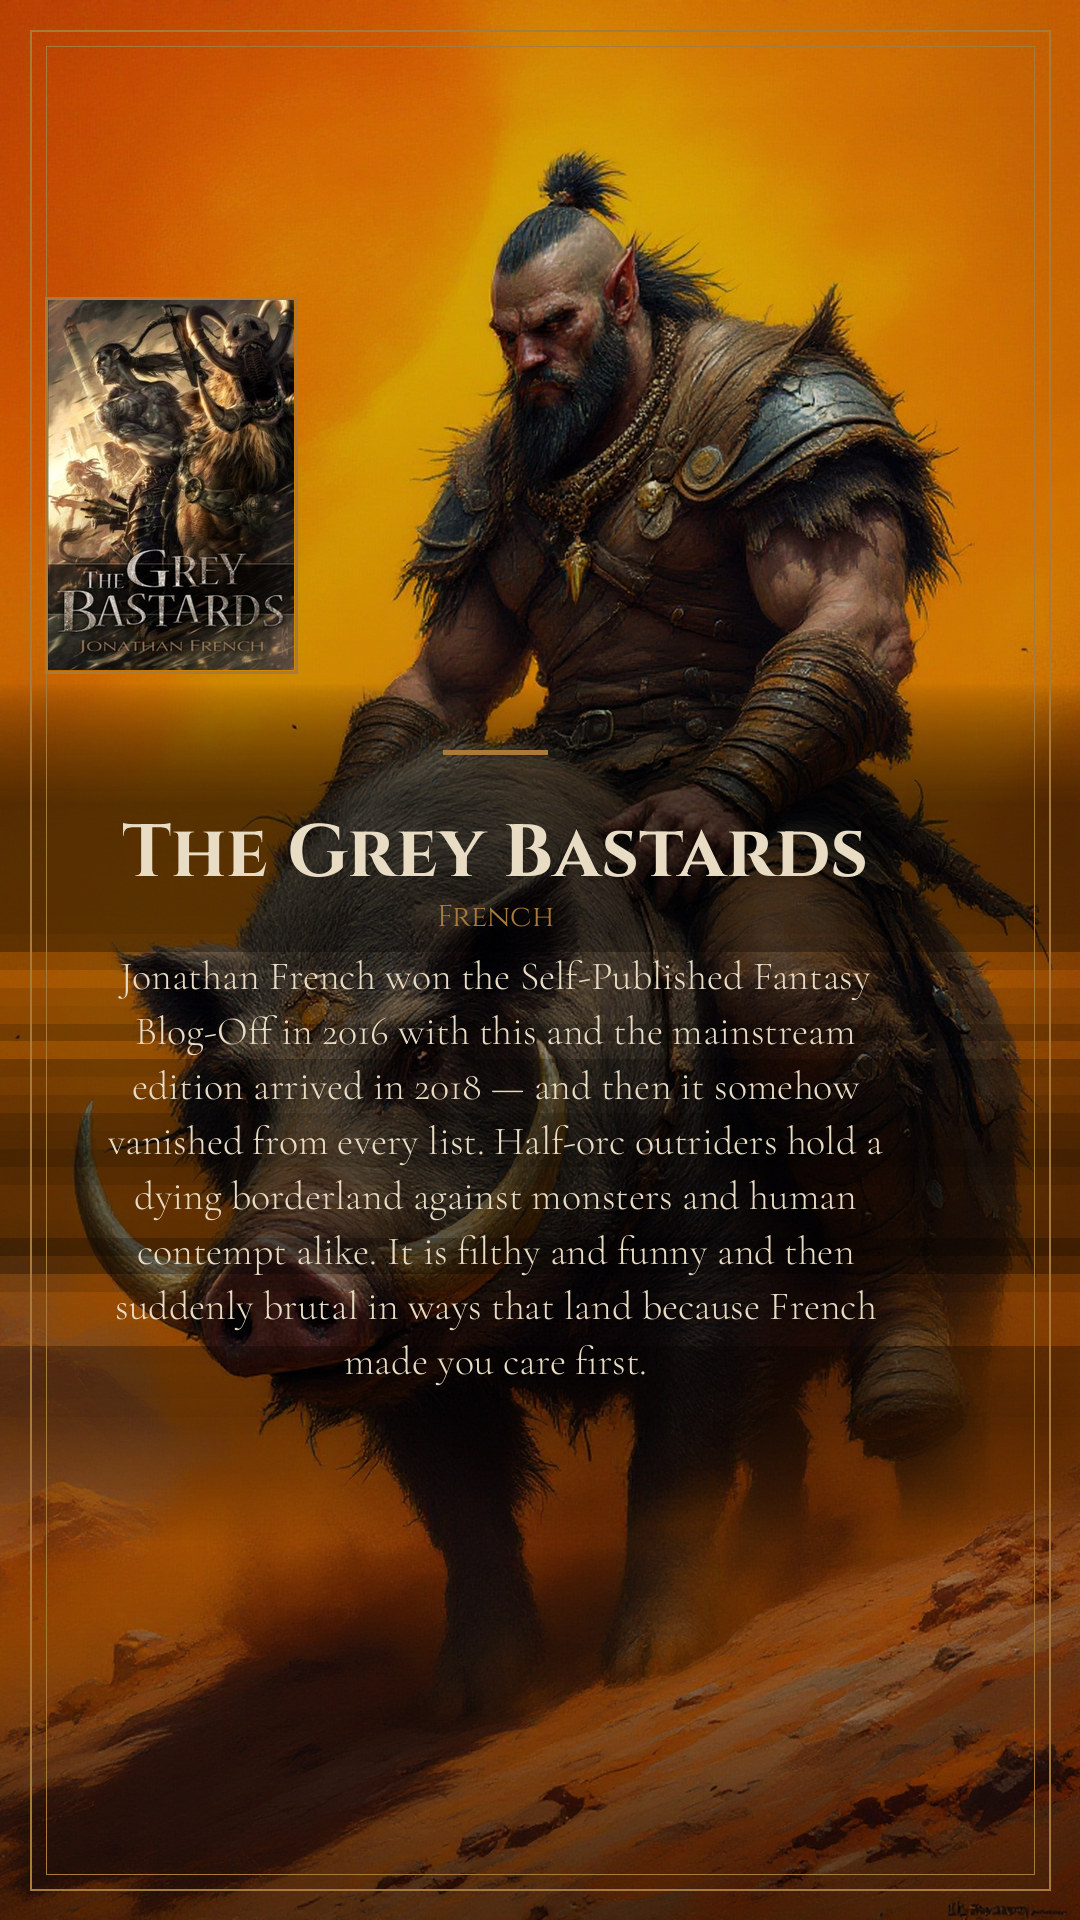 The Grey
Bastards
Jonathan French
The Grey Bastards
French
Jonathan French won the Self-Published Fantasy
Blog-Off in 2016 with this and the mainstream
edition arrived in 2018 — and then it somehow
vanished from every list. Half-orc outriders hold a
dying borderland against monsters and human
contempt alike. It is filthy and funny and then
suddenly brutal in ways that land because French
made you care first.